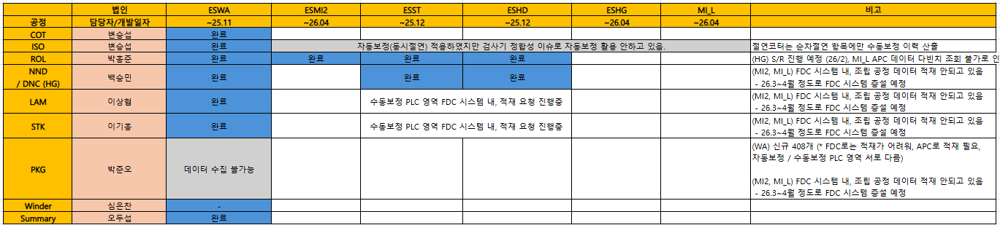 법인 ESWA ESMI2 ESST ESHD ESHG MI_L 비고
공정 담당자/개발일자 ~25.11 ~26.04 ~25.12 ~25.12 ~26.04 ~26.04
COT 변승섭 완료
ISO 변승섭 완료 자동보정(동시절연) 적용하였지만 검사기 정합성 이슈로 자동보정 활용 안하고 있음. 절연코터는 순차절연 항목에만 수동보정 이력 산출
ROL 박홍준 완료 완료 완료 완료 (HG) S/R 진행 예정 (26/2), MI_L APC 데이터 다빈치 조회 불가로 인
NND
/ DNC (HG) 백승민 완료 완료 완료 (MI2, MI_L) FDC 시스템 내, 조립 공정 데이터 적재 안되고 있음
- 26.3~4월 정도로 FDC 시스템 증설 예정
LAM 이상협 완료 수동보정 PLC 영역 FDC 시스템 내, 적재 요청 진행중 (MI2, MI_L) FDC 시스템 내, 조립 공정 데이터 적재 안되고 있음
- 26.3~4월 정도로 FDC 시스템 증설 예정
STK 이기홍 완료 수동보정 PLC 영역 FDC 시스템 내, 적재 요청 진행중 (MI2, MI_L) FDC 시스템 내, 조립 공정 데이터 적재 안되고 있음
- 26.3~4월 정도로 FDC 시스템 증설 예정
PKG 박준오 데이터 수집 불가능 (WA) 신규 408개 (* FDC로는 적재가 어려워, APC로 적재 필요,
자동보정 / 수동보정 PLC 영역 서로 다름)
(MI2, MI_L) FDC 시스템 내, 조립 공정 데이터 적재 안되고 있음
- 26.3~4월 정도로 FDC 시스템 증설 예정
Winder 심은찬 -
Summary 오두섭 완료